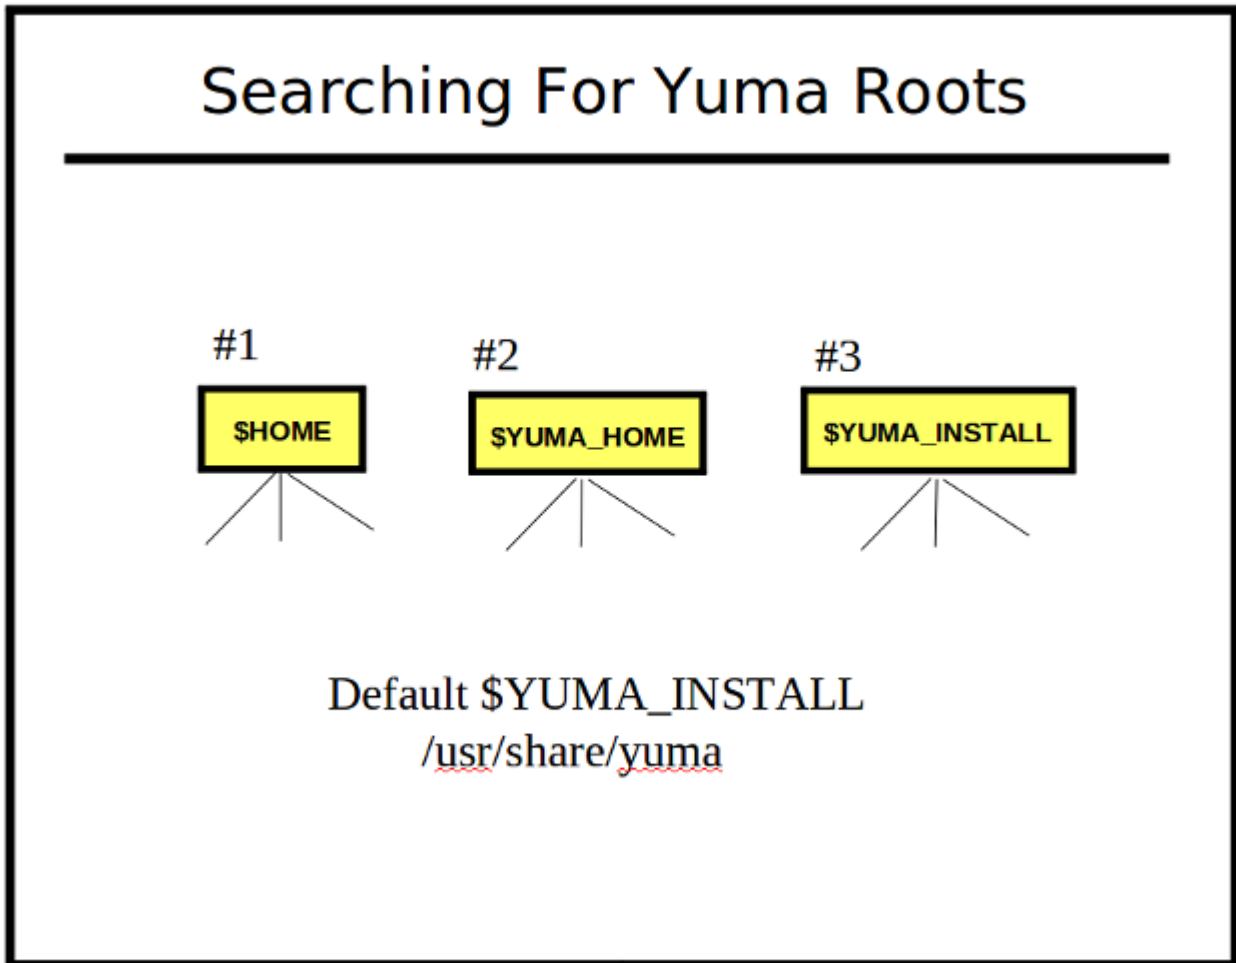 Searching For Yuma Roots
#1
#2
#3
$HOME
$YUMA_HOME
$YUMA_INSTALL
Default $YUMA_INSTALL
/usr/share/yuma